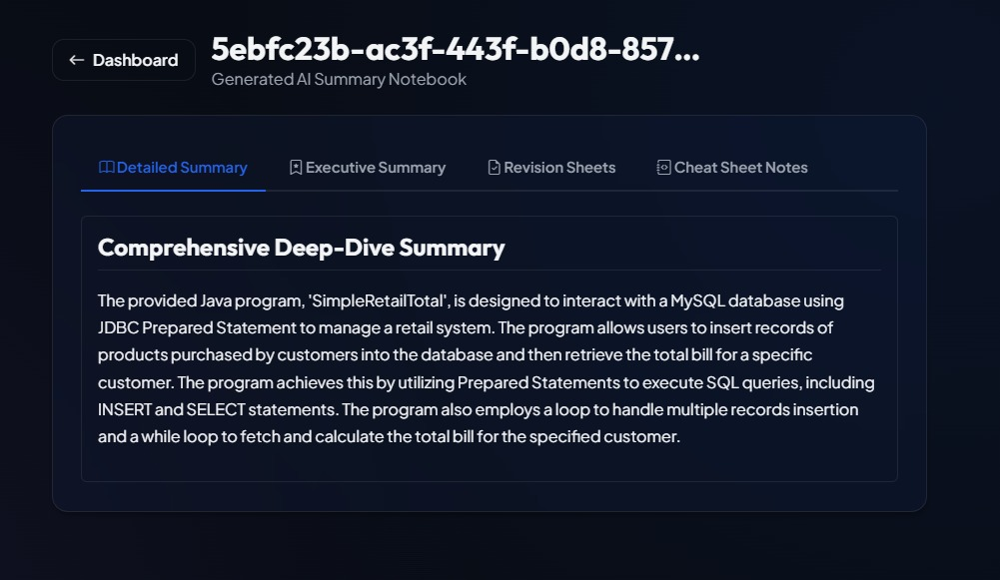 ← Dashboard
5ebfc23b-ac3f-443f-b0d8-857...
Generated AI Summary Notebook
Detailed Summary
Executive Summary
Revision Sheets
Cheat Sheet Notes
Comprehensive Deep-Dive Summary
The provided Java program, 'SimpleRetailTotal', is designed to interact with a MySQL database using
JDBC Prepared Statement to manage a retail system. The program allows users to insert records of
products purchased by customers into the database and then retrieve the total bill for a specific
customer. The program achieves this by utilizing Prepared Statements to execute SQL queries, including
INSERT and SELECT statements. The program also employs a loop to handle multiple records insertion
and a while loop to fetch and calculate the total bill for the specified customer.